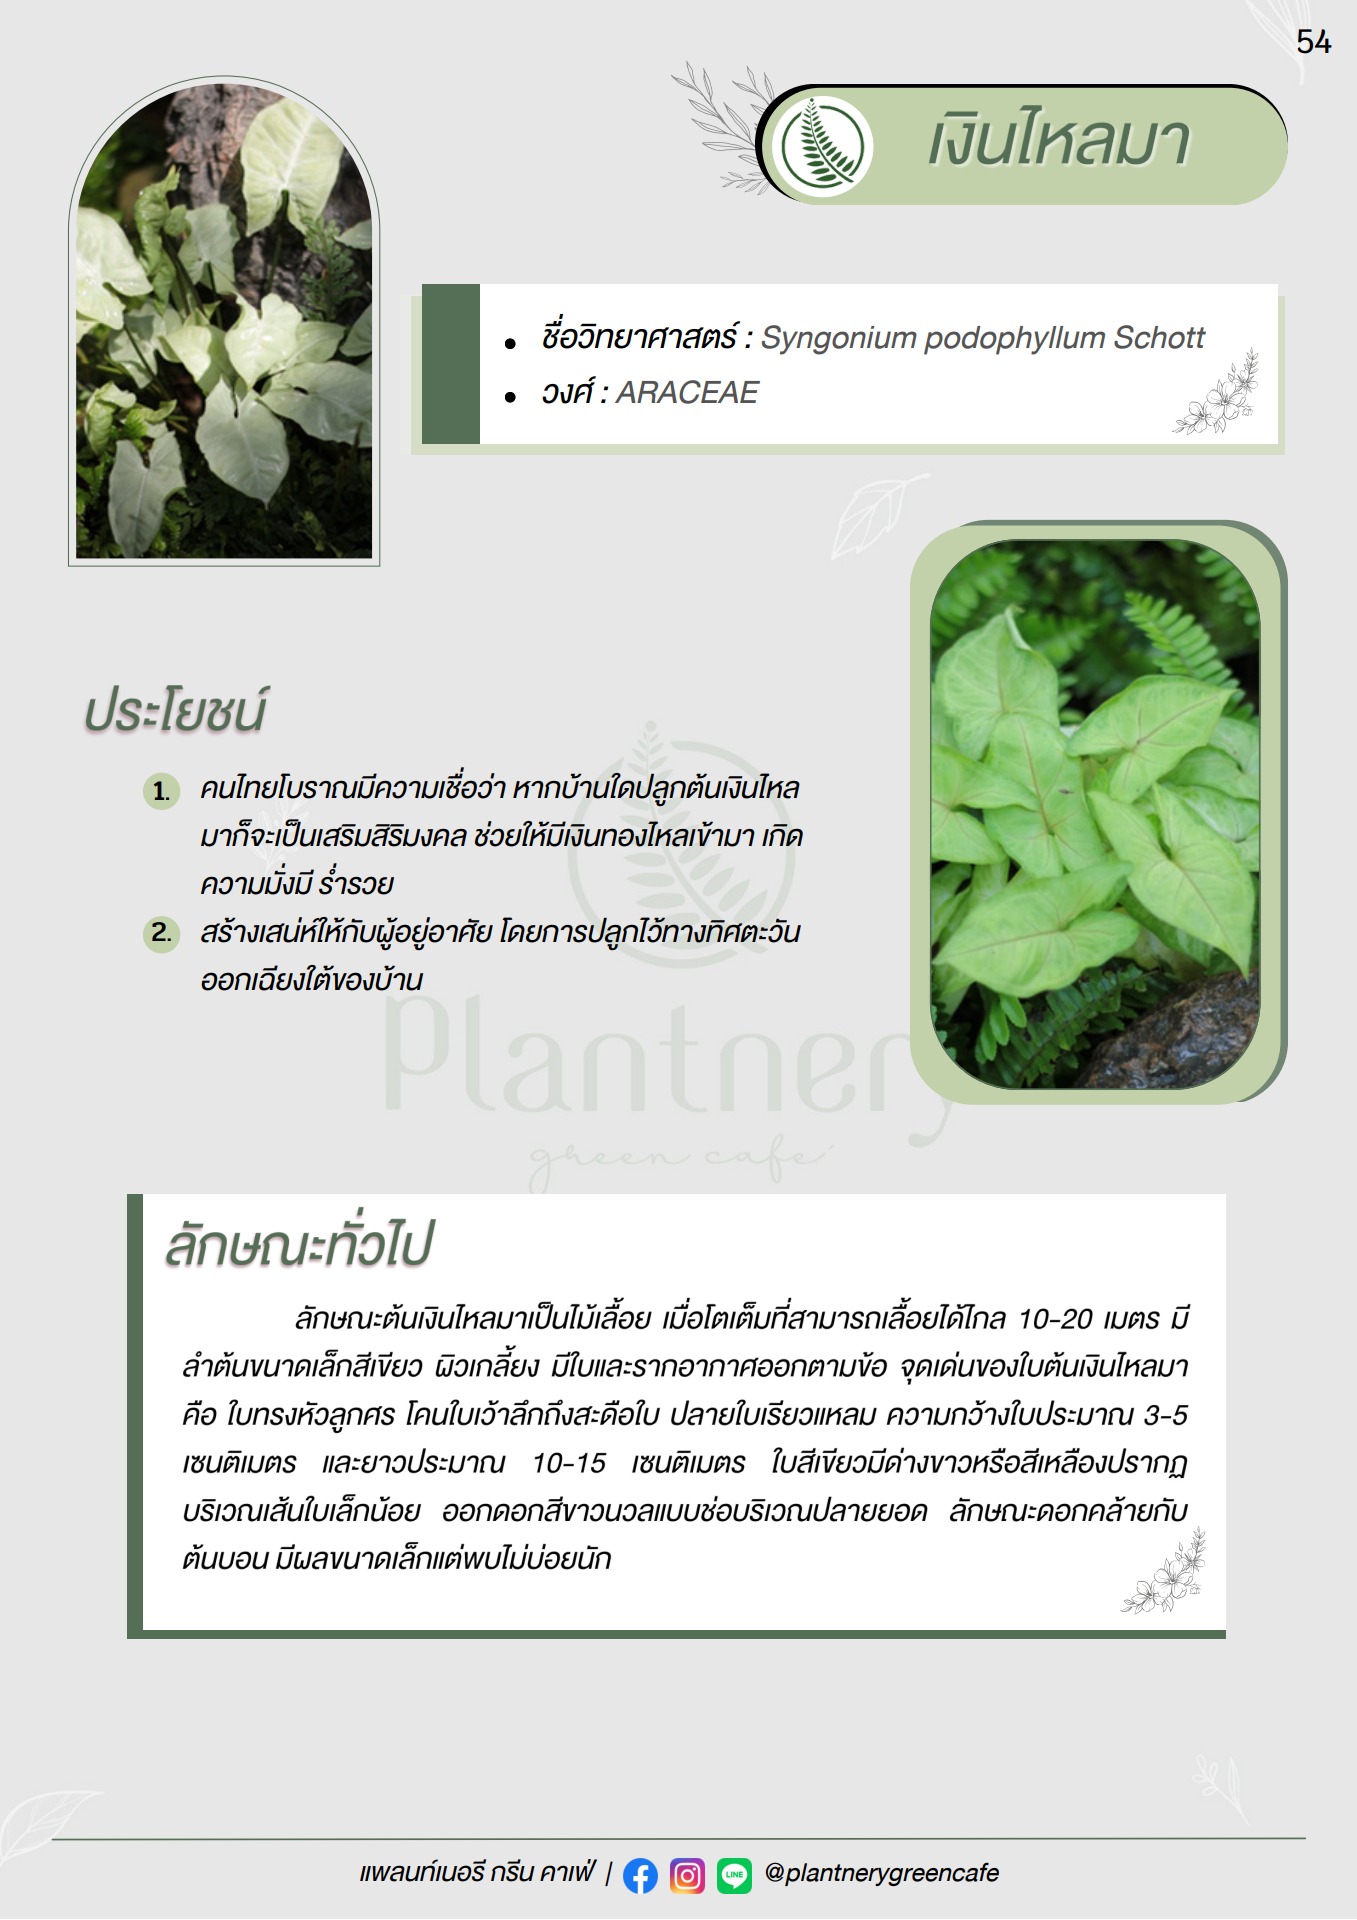 54
เงินไหลมา
• ชื่อวิทยาศาสตร์ : Syngonium podophyllum Schott
• วงศ์ : ARACEAE
ประโยชน์
1. คนไทยโบราณมีความเชื่อว่า หากบ้านใดปลูกต้นเงินไหล
มาก็จะเป็นเสริมสิริมงคล ช่วยให้มีเงินทองไหลเข้ามา เกิด
ความมั่งมี ร่ำรวย
2. สร้างเสน่ห์ให้กับผู้อยู่อาศัย โดยการปลูกไว้ทางทิศตะวัน
ออกเฉียงใต้ของบ้าน
Plantnery
green cafe
ลักษณะทั่วไป
ลักษณะต้นเงินไหลมาเป็นไม้เลื้อย เมื่อโตเต็มที่สามารถเลื้อยได้ไกล 10-20 เมตร มี
ลำต้นขนาดเล็กสีเขียว ผิวเกลี้ยง มีใบและรากอากาศออกตามข้อ จุดเด่นของใบต้นเงินไหลมา
คือ ใบทรงหัวลูกศร โคนใบเว้าลึกถึงสะดือใบ ปลายใบเรียวแหลม ความกว้างใบประมาณ 3-5
เซนติเมตร และยาวประมาณ 10-15 เซนติเมตร ใบสีเขียวมีด่างขาวหรือสีเหลืองปรากฏ
บริเวณเส้นใบเล็กน้อย ออกดอกสีขาวนวลแบบช่อบริเวณปลายยอด ลักษณะดอกคล้ายกับ
ต้นบอน มีผลขนาดเล็กแต่พบไม่บ่อยนัก
แพลนท์เนอรี กรีน คาเฟ่ | LINE @plantnerygreencafe